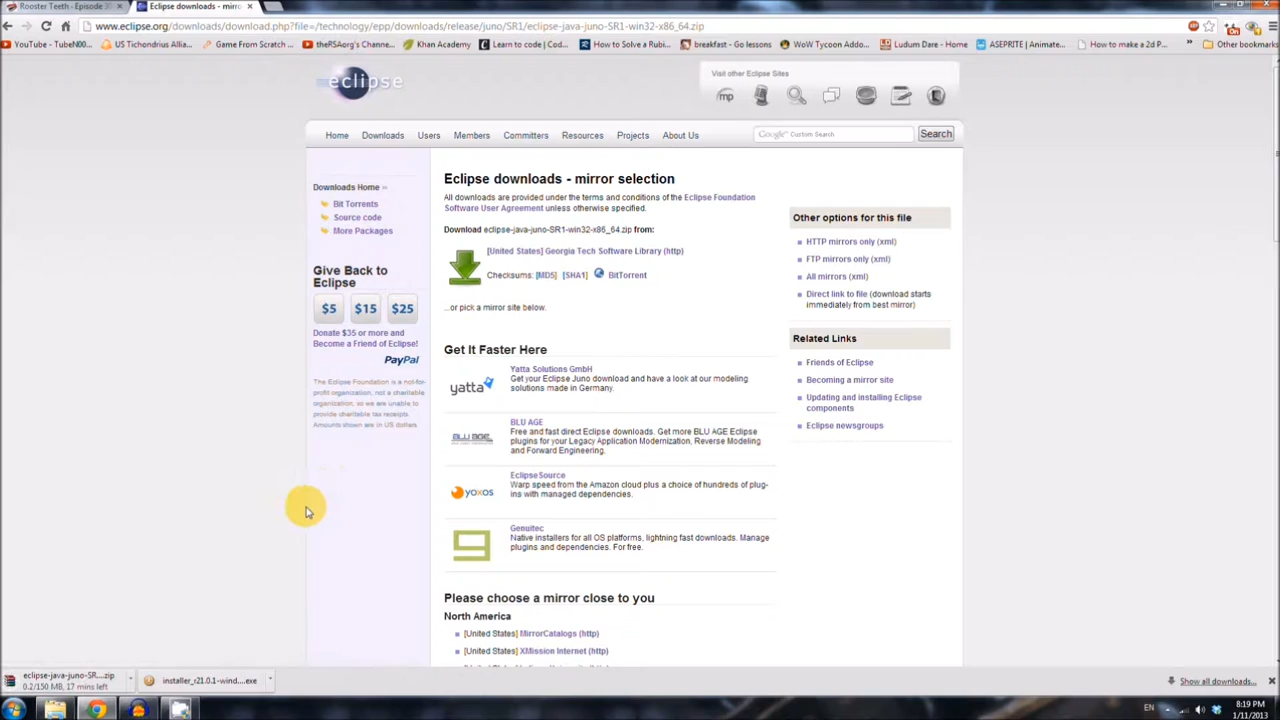 Rooster Teeth - Episode 30
Eclipse downloads - mirro
www.eclipse.org/downloads/download.php?file=/technology/epp/downloads/release/juno/SR1/eclipse-java-juno-SR1-win32-x86_64.zip
YouTube - TubeN00...
US Tichondrius Allia...
Game From Scratch ...
theRSAorg's Channe...
Khan Academy
Learn to code | Cod...
How to Solve a Rubi...
breakfast - Go lessons
WoW Tycoon Addo...
Ludum Dare - Home
ASEPRITE | Animate...
How to make a 2d P...
Other bookmarks
eclipse
Visit other Eclipse Sites
Home
Downloads
Users
Members
Committers
Resources
Projects
About Us
Google™ Custom Search
Search
Downloads Home »
Bit Torrents
Source code
More Packages
Give Back to
Eclipse
$5 $15 $25
Donate $35 or more and
Become a Friend of Eclipse!
PayPal
The Eclipse Foundation is a not-for-
profit organization, not a charitable
organization, so we are unable to
provide charitable tax receipts.
Amounts shown are in US dollars
Eclipse downloads - mirror selection
All downloads are provided under the terms and conditions of the Eclipse Foundation
Software User Agreement unless otherwise specified.
Download eclipse-java-juno-SR1-win32-x86_64.zip from:
[United States] Georgia Tech Software Library (http)
Checksums: [MD5] [SHA1] BitTorrent
...or pick a mirror site below.
Get It Faster Here
yatta
Yatta Solutions GmbH
Get your Eclipse Juno download and have a look at our modeling
solutions made in Germany.
BLU AGE
BLU AGE
Free and fast direct Eclipse downloads. Get more BLU AGE Eclipse
plugins for your Legacy Application Modernization, Reverse Modeling
and Forward Engineering.
yoxos
EclipseSource
Warp speed from the Amazon cloud plus a choice of hundreds of plug-
ins with managed dependencies.
Genuitec
Native installers for all OS platforms, lightning fast downloads. Manage
plugins and dependencies. For free.
Please choose a mirror close to you
North America
[United States] MirrorCatalogs (http)
[United States] XMission Internet (http)
Other options for this file
HTTP mirrors only (xml)
FTP mirrors only (xml)
All mirrors (xml)
Direct link to file (download starts
immediately from best mirror)
Related Links
Friends of Eclipse
Becoming a mirror site
Updating and installing Eclipse
components
Eclipse newsgroups
eclipse-java-juno-SR....zip
0.2/150 MB, 17 mins left
installer_r21.0.1-wind....exe
Show all downloads...
EN
8:19 PM
1/11/2013